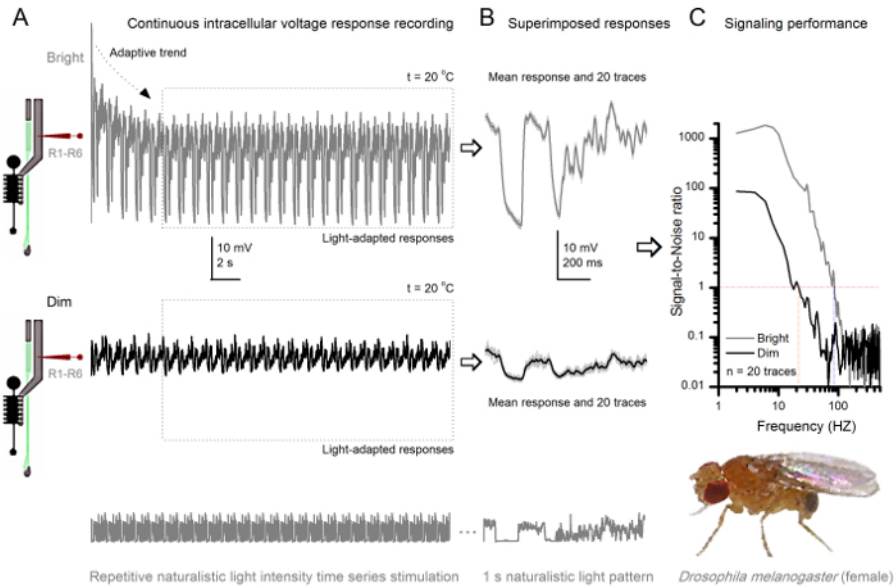 A
Continuous intracellular voltage response recording
B
Superimposed responses
C
Signaling performance
Bright
Adaptive trend
t = 20 °C
R1-R6
Light-adapted responses
10 mV
2 s
Mean response and 20 traces
10 mV
200 ms
Dim
t = 20 °C
R1-R6
Light-adapted responses
Mean response and 20 traces
Signal-to-Noise ratio
1000
100
10
1
0.1
0.01
Bright
Dim
n = 20 traces
1
10
100
Frequency (HZ)
Repetitive naturalistic light intensity time series stimulation
1 s naturalistic light pattern
Drosophila melanogaster (female)